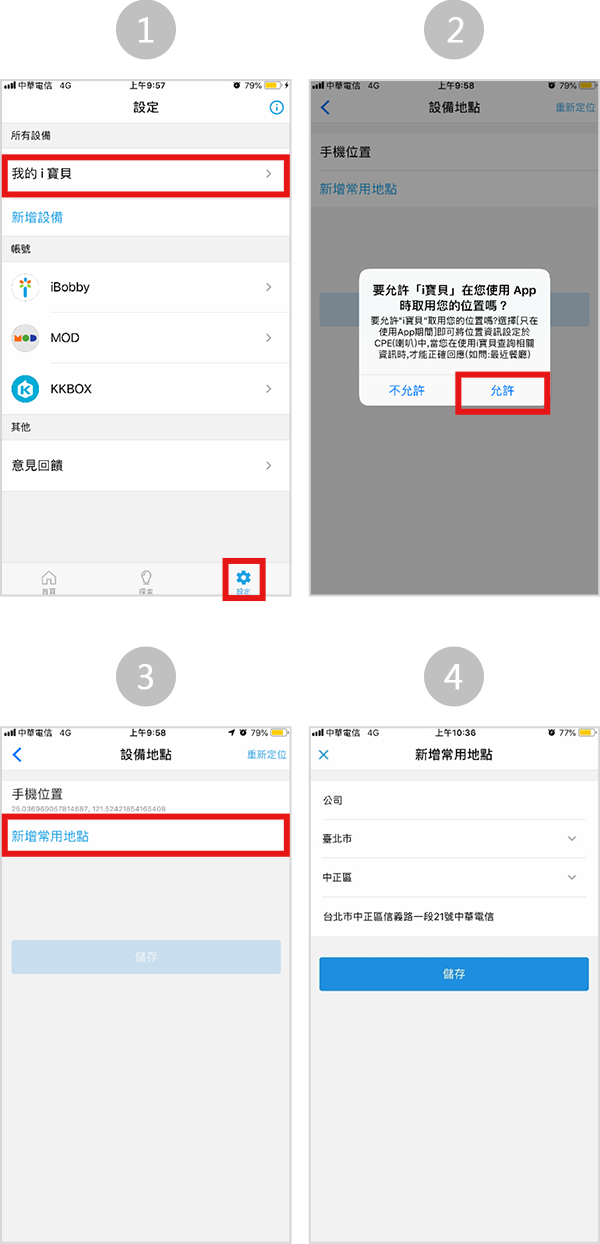 1
中華電信 4G 上午9:57 79%
設定
所有設備
我的 i 寶貝
新增設備
帳號
iBobby
MOD
MOD
KKBOX
其他
意見回饋
首頁
探索
設定
2
中華電信 4G 上午9:58 79%
設備地點 重新定位
手機位置
新增常用地點
要允許「i寶貝」在您使用 App
時取用您的位置嗎？
要允許"i寶貝"取用您的位置嗎?選擇[只在
使用App期間]即可將位置資訊設定於
CPE(喇叭)中,當您在使用i寶貝查詢相關
資訊時,才能正確回應(如問:最近餐廳)
不允許 允許
3
中華電信 4G 上午9:58 79%
設備地點 重新定位
手機位置
25.036969057814687, 121.52421854165408
新增常用地點
儲存
4
中華電信 4G 上午10:36 77%
新增常用地點
公司
臺北市
中正區
台北市中正區信義路一段21號中華電信
儲存